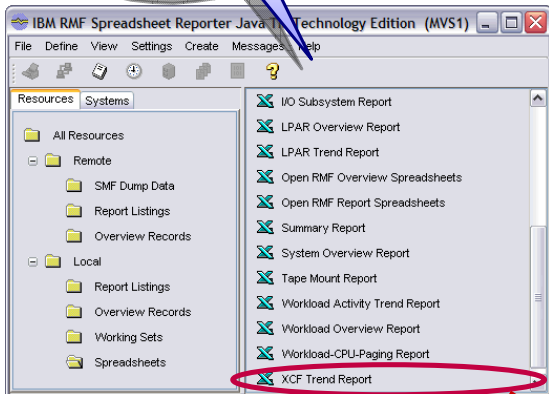 IBM RMF Spreadsheet Reporter Java Technology Edition (MVS1)
File Define View Settings Create Messages Help
Resources Systems
All Resources
Remote
SMF Dump Data
Report Listings
Overview Records
Local
Report Listings
Overview Records
Working Sets
Spreadsheets
I/O Subsystem Report
LPAR Overview Report
LPAR Trend Report
Open RMF Overview Spreadsheets
Open RMF Report Spreadsheets
Summary Report
System Overview Report
Tape Mount Report
Workload Activity Trend Report
Workload Overview Report
Workload-CPU-Paging Report
XCF Trend Report